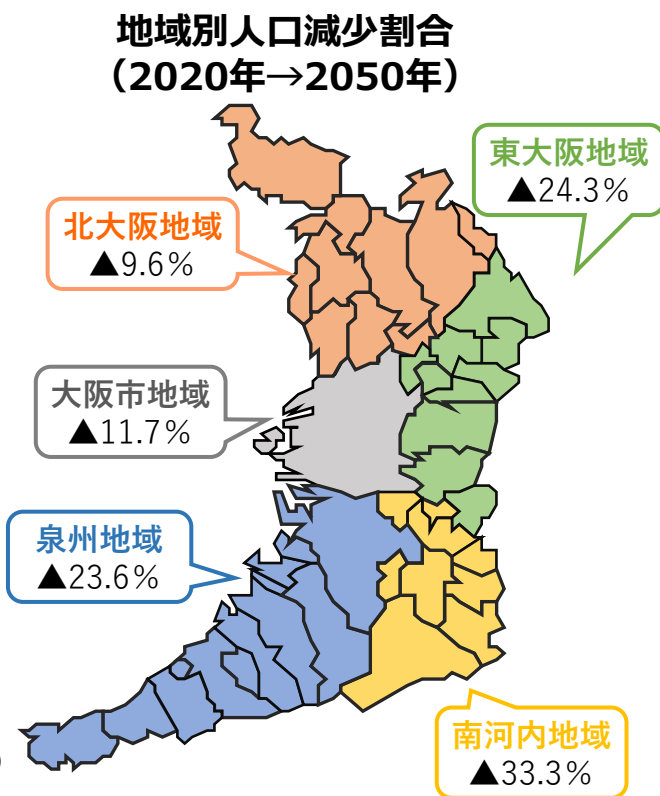 地域別人口減少割合
（2020年→2050年）
東大阪地域
▲24.3%
北大阪地域
▲9.6%
大阪市地域
▲11.7%
泉州地域
▲23.6%
南河内地域
▲33.3%